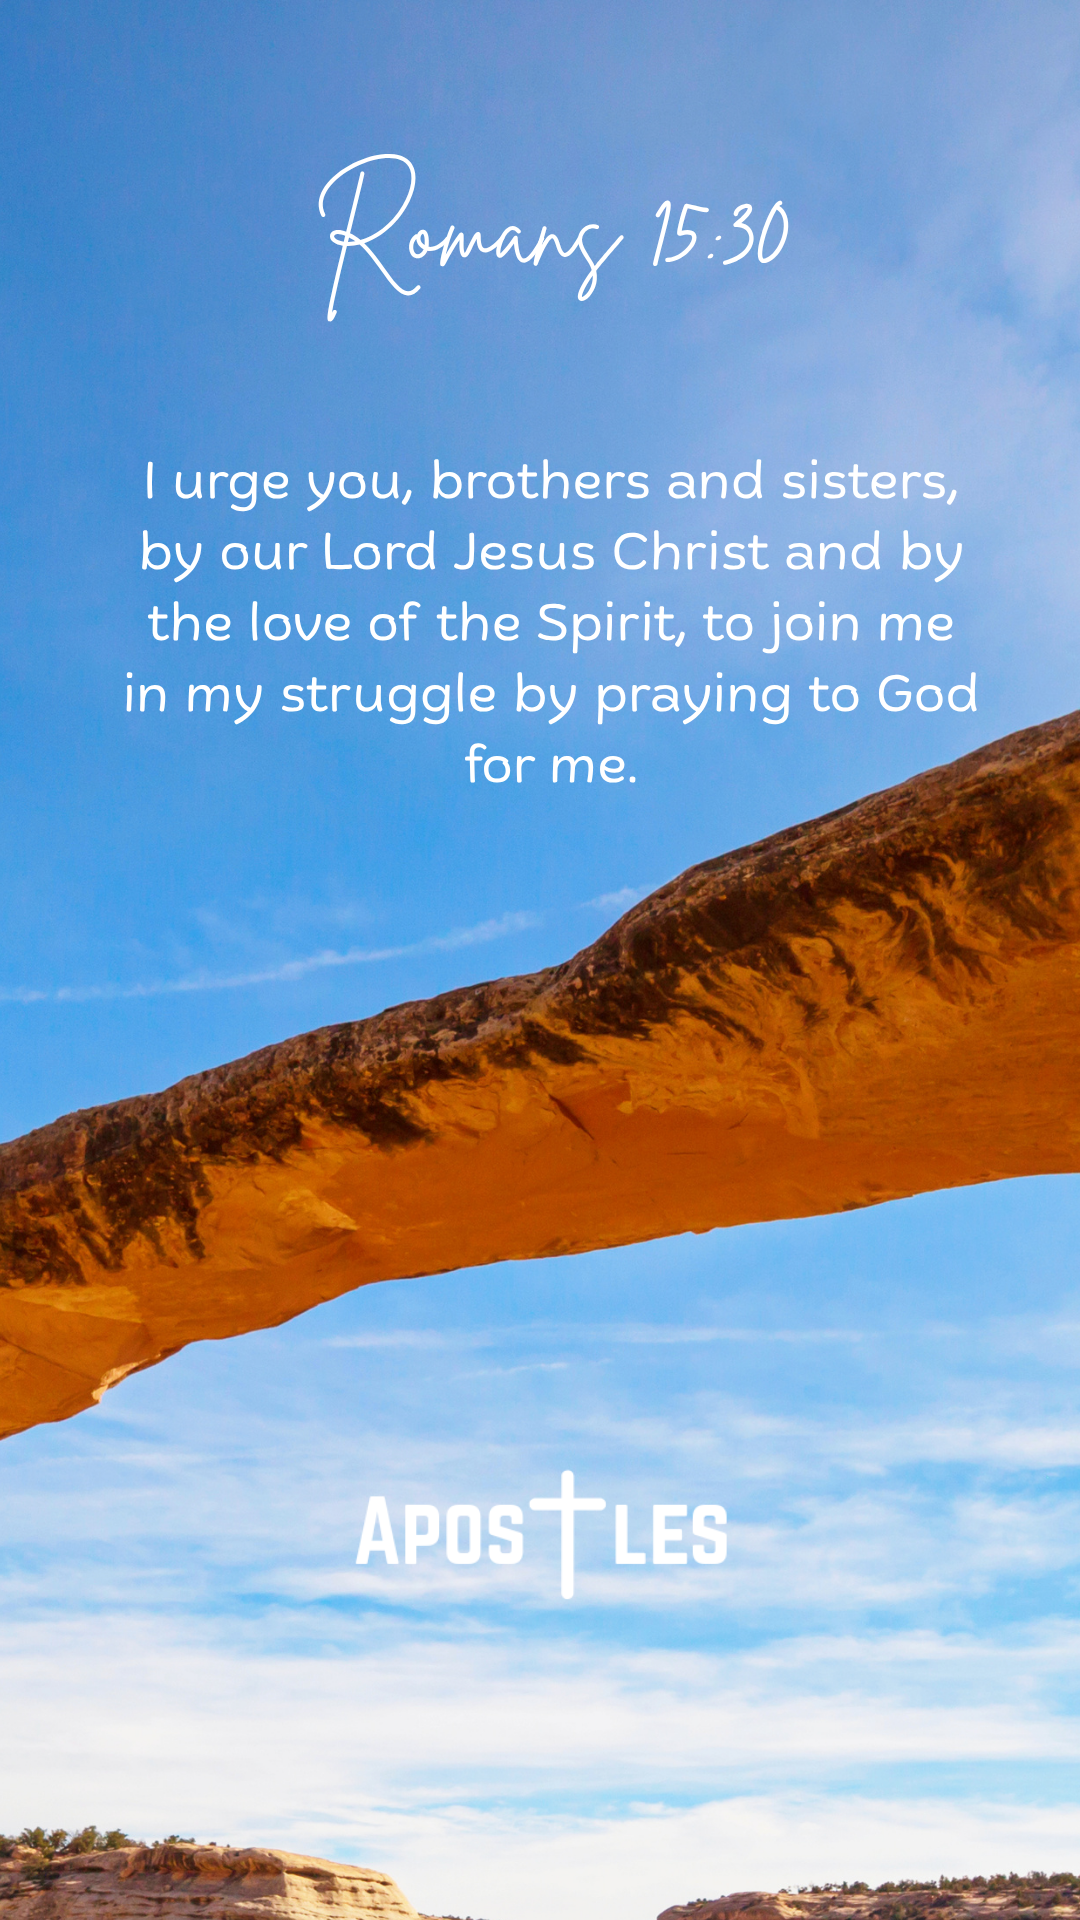 Romans 15:30
I urge you, brothers and sisters,
by our Lord Jesus Christ and by
the love of the Spirit, to join me
in my struggle by praying to God
for me.
APOSTLES